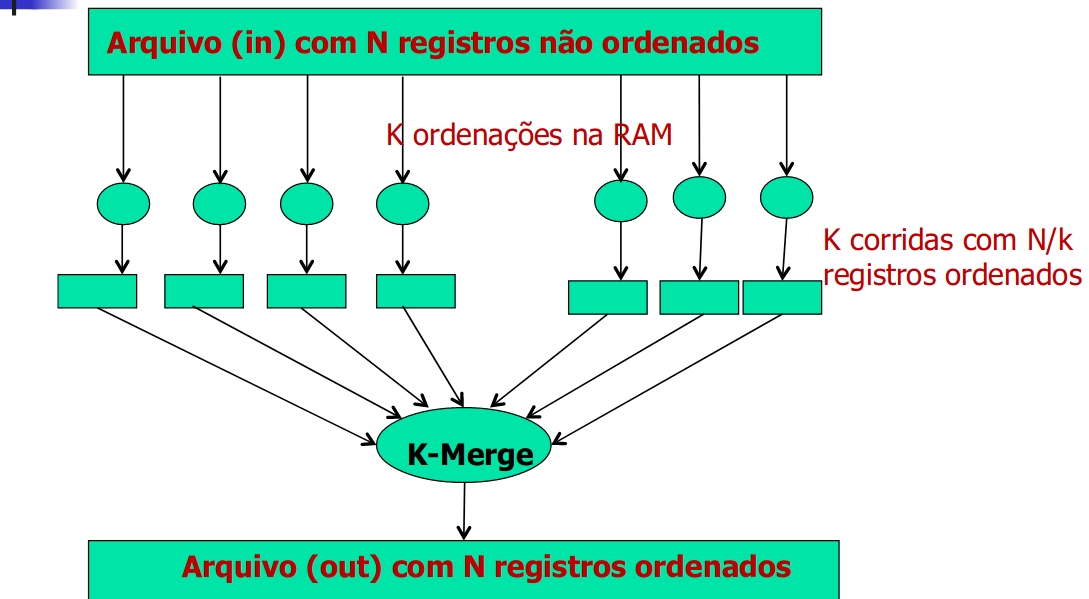 Arquivo (in) com N registros não ordenados
K ordenações na RAM
K corridas com N/k
registros ordenados
K-Merge
Arquivo (out) com N registros ordenados